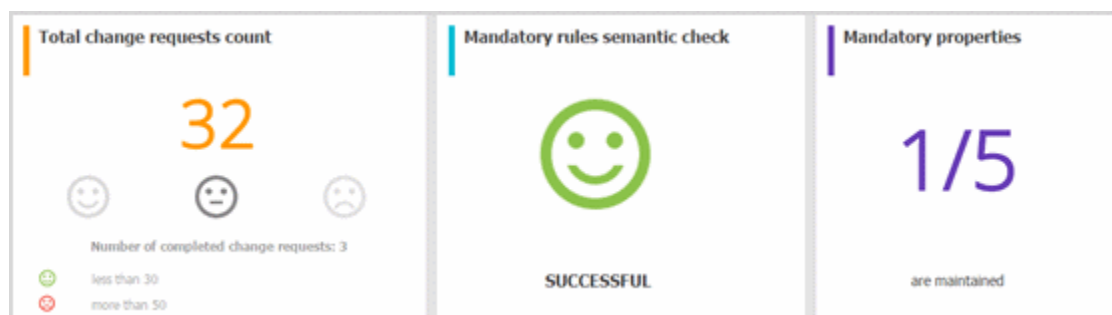 Total change requests count
32
Number of completed change requests: 3
less than 30
more than 50
Mandatory rules semantic check
SUCCESSFUL
Mandatory properties
1/5
are maintained